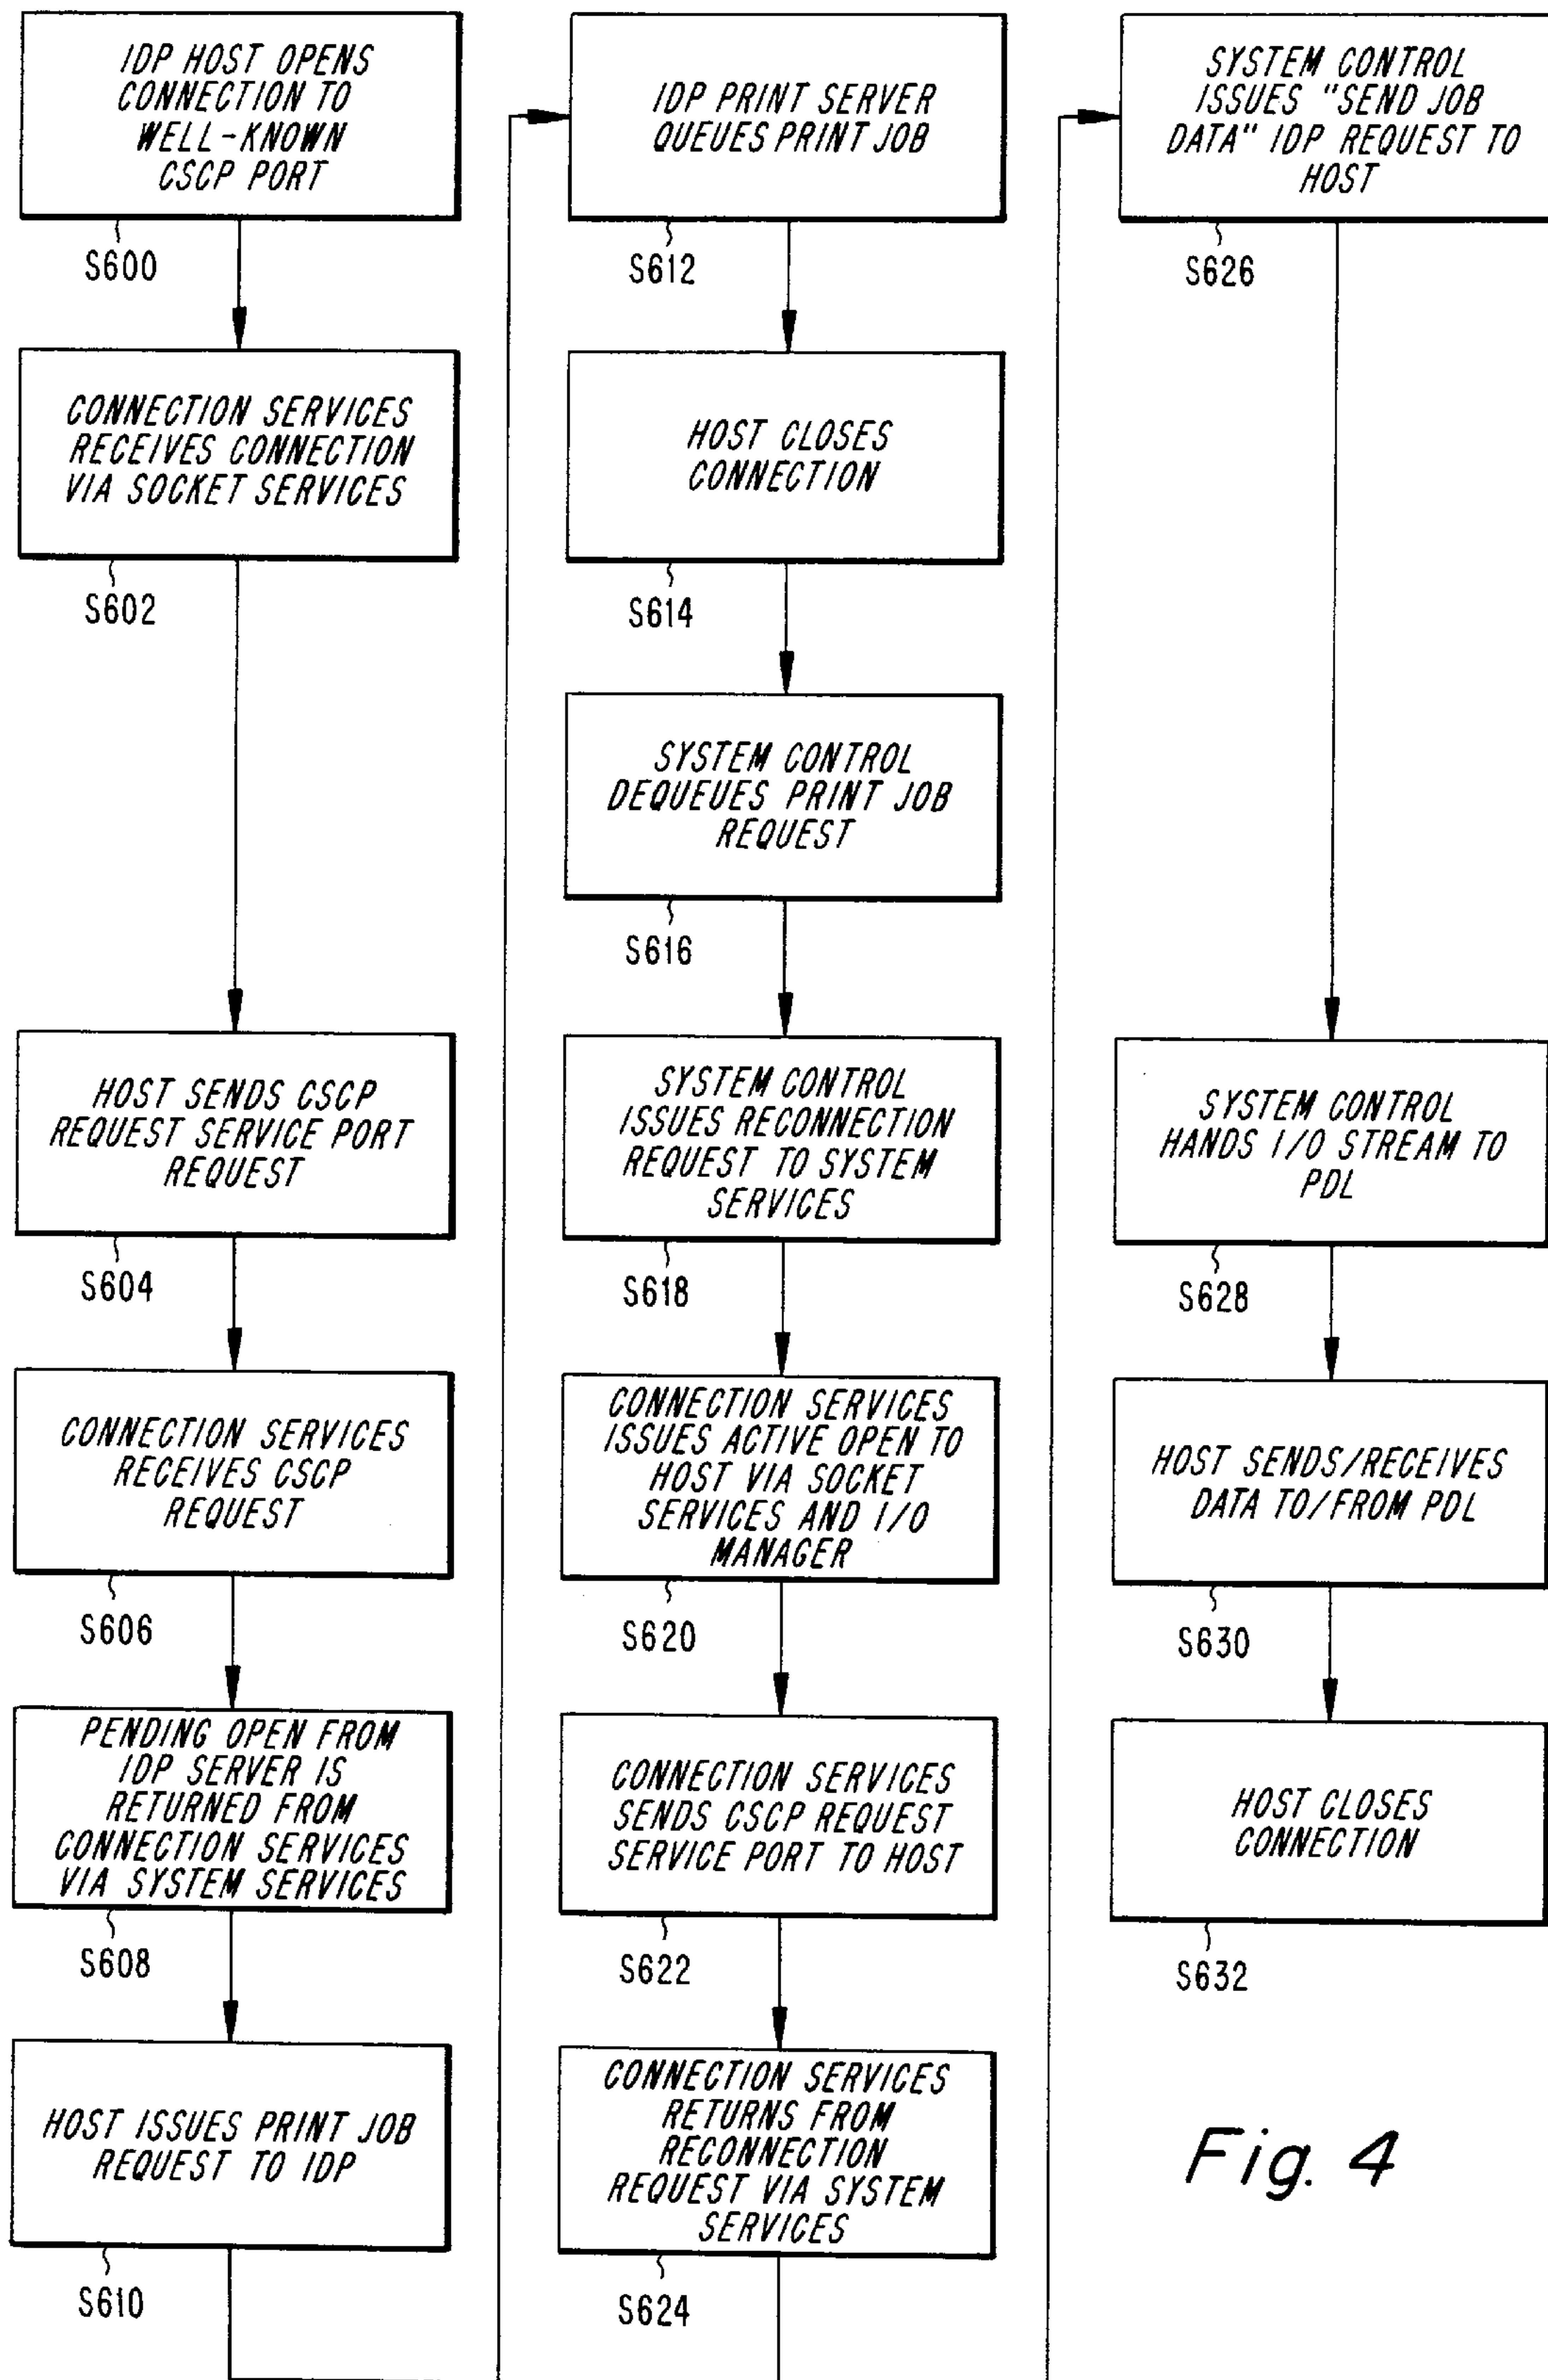 IDP HOST OPENS
CONNECTION TO
WELL-KNOWN
CSCP PORT
S600
CONNECTION SERVICES
RECEIVES CONNECTION
VIA SOCKET SERVICES
S602
HOST SENDS CSCP
REQUEST SERVICE PORT
REQUEST
S604
CONNECTION SERVICES
RECEIVES CSCP
REQUEST
S606
PENDING OPEN FROM
IDP SERVER IS
RETURNED FROM
CONNECTION SERVICES
VIA SYSTEM SERVICES
S608
HOST ISSUES PRINT JOB
REQUEST TO IDP
S610
IDP PRINT SERVER
QUEUES PRINT JOB
S612
HOST CLOSES
CONNECTION
S614
SYSTEM CONTROL
DEQUEUES PRINT JOB
REQUEST
S616
SYSTEM CONTROL
ISSUES RECONNECTION
REQUEST TO SYSTEM
SERVICES
S618
CONNECTION SERVICES
ISSUES ACTIVE OPEN TO
HOST VIA SOCKET
SERVICES AND I/O
MANAGER
S620
CONNECTION SERVICES
SENDS CSCP REQUEST
SERVICE PORT TO HOST
S622
CONNECTION SERVICES
RETURNS FROM
RECONNECTION
REQUEST VIA SYSTEM
SERVICES
S624
SYSTEM CONTROL
ISSUES "SEND JOB
DATA" IDP REQUEST TO
HOST
S626
SYSTEM CONTROL
HANDS I/O STREAM TO
PDL
S628
HOST SENDS/RECEIVES
DATA TO/FROM PDL
S630
HOST CLOSES
CONNECTION
S632
Fig. 4